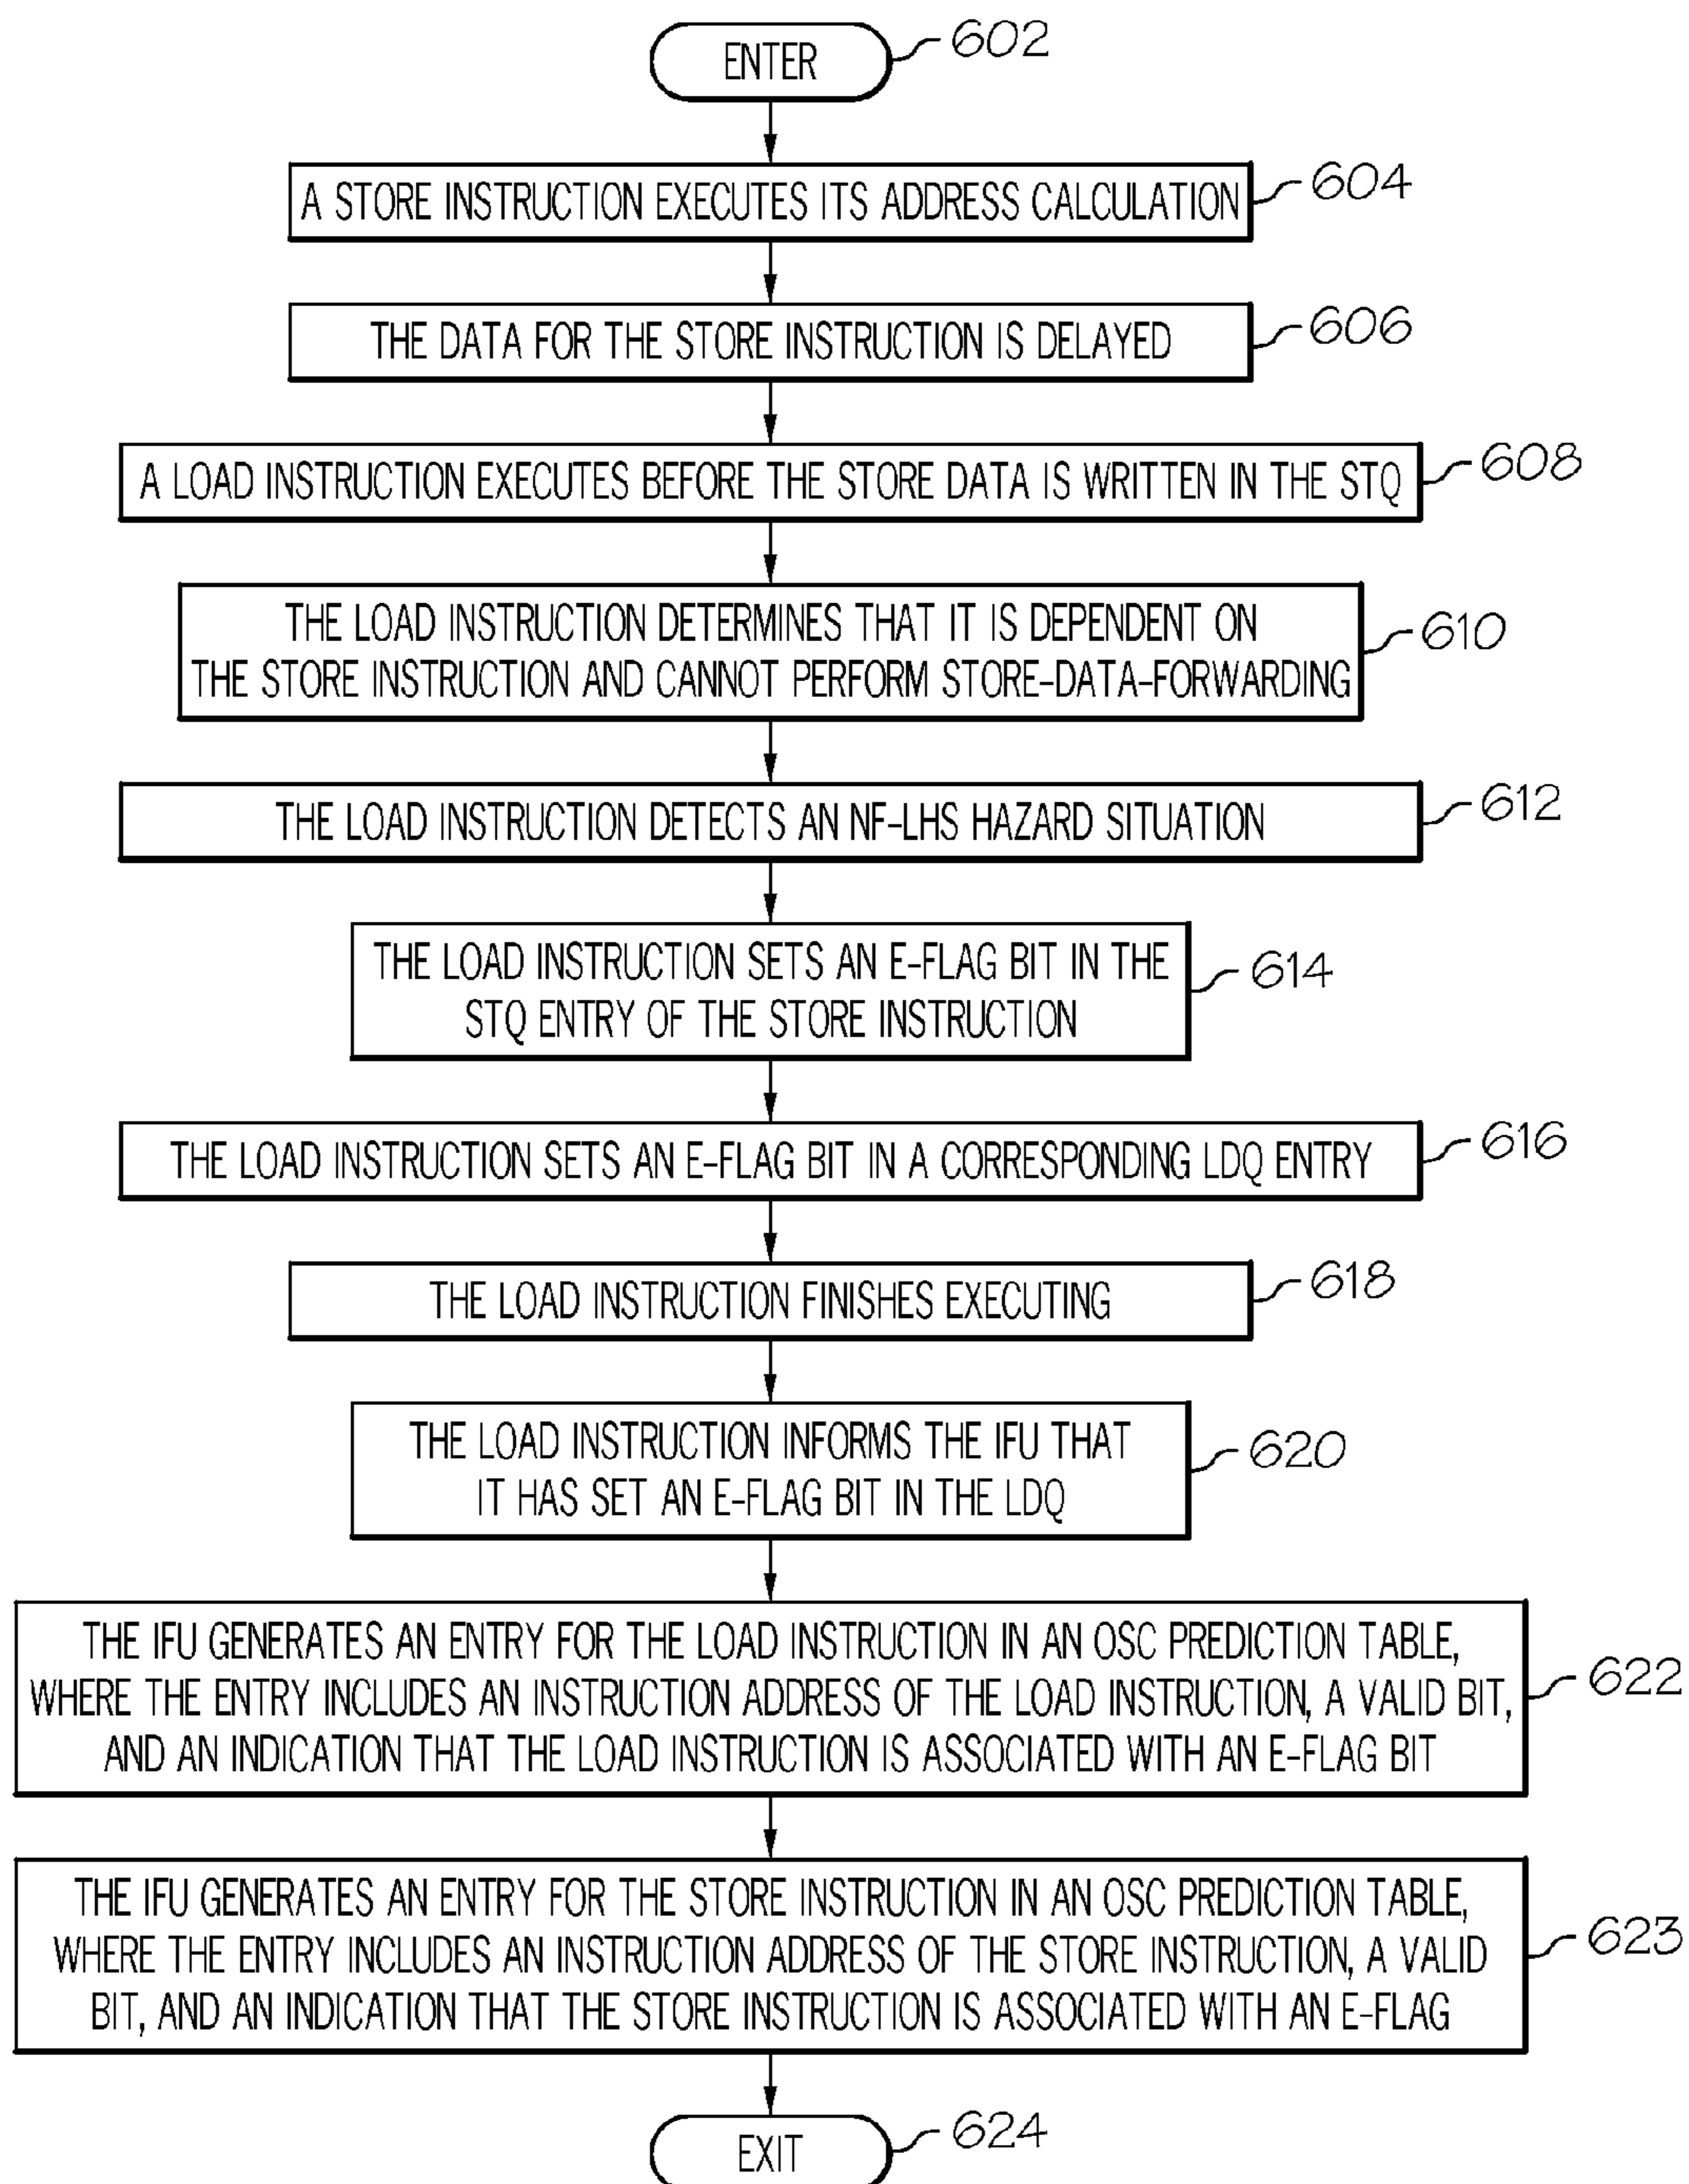 ENTER
602
A STORE INSTRUCTION EXECUTES ITS ADDRESS CALCULATION
604
THE DATA FOR THE STORE INSTRUCTION IS DELAYED
606
A LOAD INSTRUCTION EXECUTES BEFORE THE STORE DATA IS WRITTEN IN THE STQ
608
THE LOAD INSTRUCTION DETERMINES THAT IT IS DEPENDENT ON
THE STORE INSTRUCTION AND CANNOT PERFORM STORE-DATA-FORWARDING
610
THE LOAD INSTRUCTION DETECTS AN NF-LHS HAZARD SITUATION
612
THE LOAD INSTRUCTION SETS AN E-FLAG BIT IN THE
STQ ENTRY OF THE STORE INSTRUCTION
614
THE LOAD INSTRUCTION SETS AN E-FLAG BIT IN A CORRESPONDING LDQ ENTRY
616
THE LOAD INSTRUCTION FINISHES EXECUTING
618
THE LOAD INSTRUCTION INFORMS THE IFU THAT
IT HAS SET AN E-FLAG BIT IN THE LDQ
620
THE IFU GENERATES AN ENTRY FOR THE LOAD INSTRUCTION IN AN OSC PREDICTION TABLE,
WHERE THE ENTRY INCLUDES AN INSTRUCTION ADDRESS OF THE LOAD INSTRUCTION, A VALID BIT,
AND AN INDICATION THAT THE LOAD INSTRUCTION IS ASSOCIATED WITH AN E-FLAG BIT
622
THE IFU GENERATES AN ENTRY FOR THE STORE INSTRUCTION IN AN OSC PREDICTION TABLE,
WHERE THE ENTRY INCLUDES AN INSTRUCTION ADDRESS OF THE STORE INSTRUCTION, A VALID
BIT, AND AN INDICATION THAT THE STORE INSTRUCTION IS ASSOCIATED WITH AN E-FLAG
623
EXIT
624